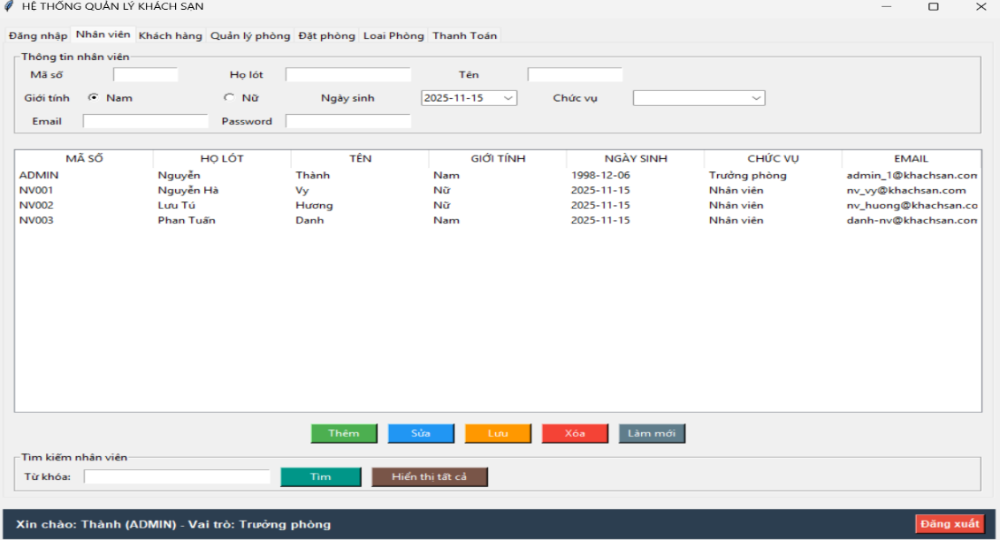 HỆ THỐNG QUẢN LÝ KHÁCH SẠN
Đăng nhập Nhân viên Khách hàng Quản lý phòng Đặt phòng Loai Phòng Thanh Toán
Thông tin nhân viên
Mã số Họ lót Tên
Giới tính Nam Nữ Ngày sinh 2025-11-15 Chức vụ
Email Password
MÃ SỐ HỌ LÓT TÊN GIỚI TÍNH NGÀY SINH CHỨC VỤ EMAIL
ADMIN Nguyễn Thành Nam 1998-12-06 Trưởng phòng admin_1@khachsan.com
NV001 Nguyễn Hà Vy Nữ 2025-11-15 Nhân viên nv_vy@khachsan.com
NV002 Lưu Tú Hương Nữ 2025-11-15 Nhân viên nv_huong@khachsan.co
NV003 Phan Tuấn Danh Nam 2025-11-15 Nhân viên danh-nv@khachsan.com
Thêm Sửa Lưu Xóa Làm mới
Tìm kiếm nhân viên
Từ khóa: Tìm Hiển thị tất cả
Xin chào: Thành (ADMIN) - Vai trò: Trưởng phòng Đăng xuất